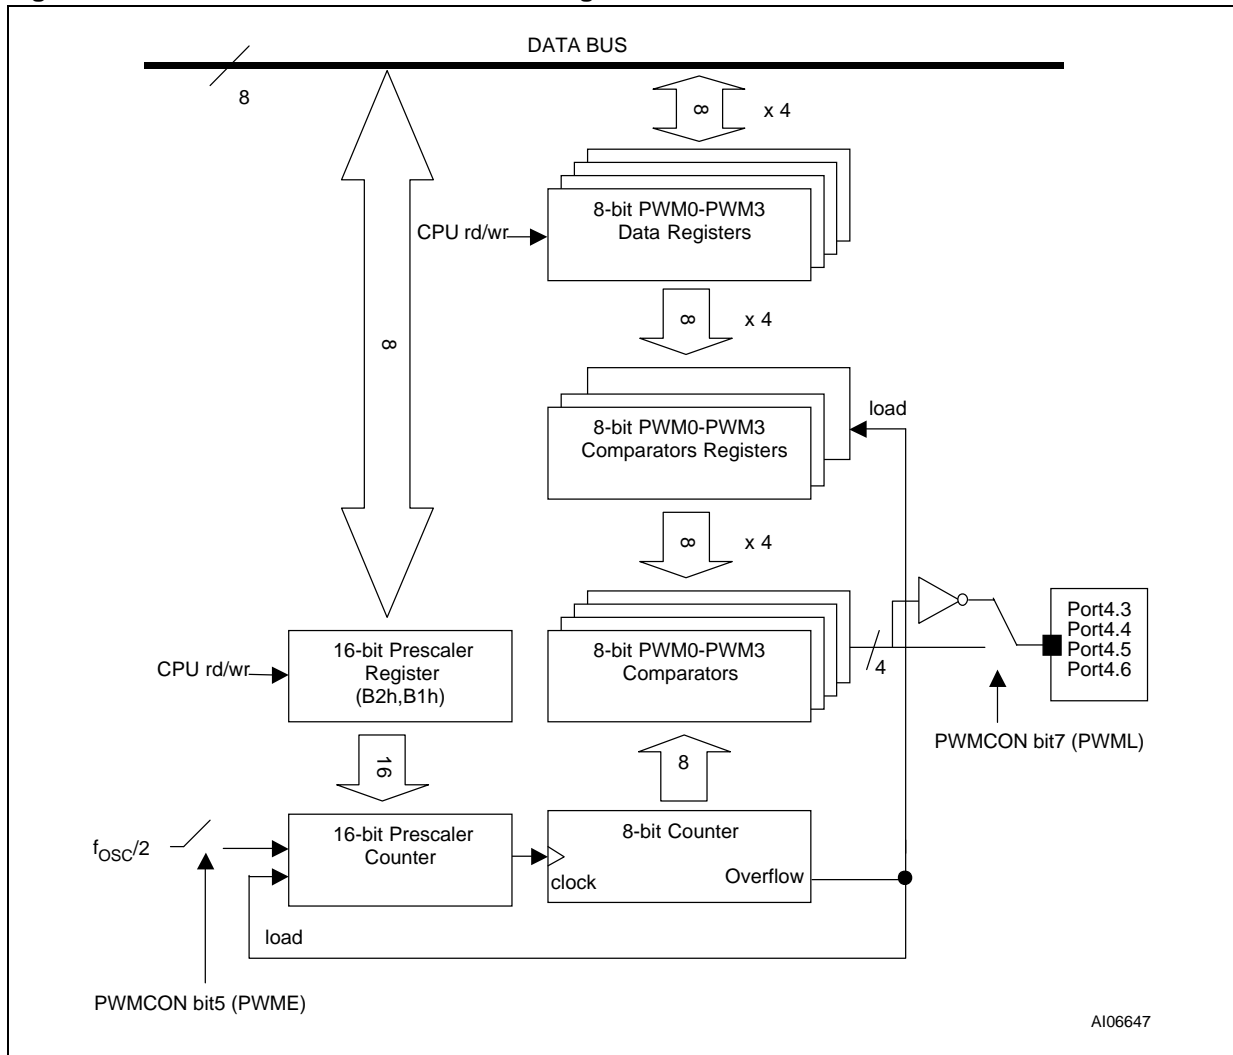 DATA BUS
8
8
x 4
8-bit PWM0-PWM3
Data Registers
CPU rd/wr
8
x 4
8
8-bit PWM0-PWM3
Comparators Registers
load
8
x 4
16-bit Prescaler
Register
(B2h,B1h)
CPU rd/wr
8-bit PWM0-PWM3
Comparators
4
Port4.3
Port4.4
Port4.5
Port4.6
PWMCON bit7 (PWML)
16
8
fOSC/2
16-bit Prescaler
Counter
8-bit Counter
clock
Overflow
load
PWMCON bit5 (PWME)
AI06647